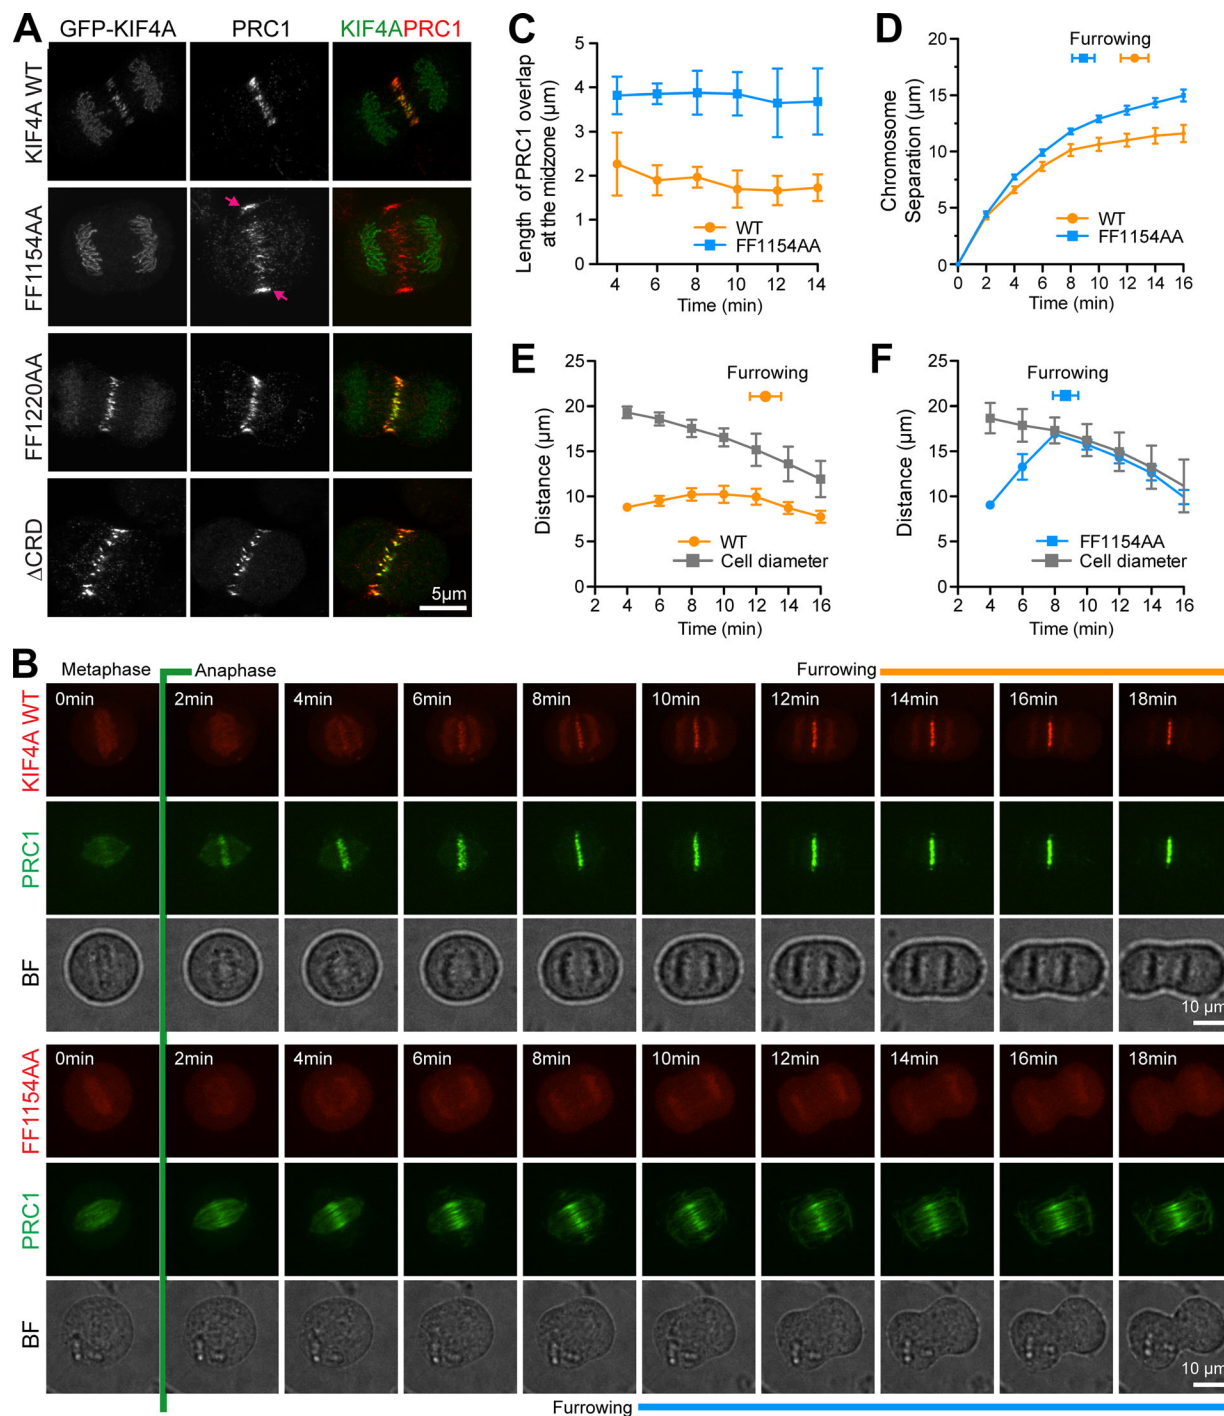 A
GFP-KIF4A
PRC1
KIF4APRC1
KIF4A WT
FF1154AA
FF1220AA
ΔCRD
5μm
C
Length of PRC1 overlap
at the midzone (μm)
5
4
3
2
1
0
WT
FF1154AA
4 6 8 10 12 14
Time (min)
D
Chromosome
Separation (μm)
20
15
10
5
0
Furrowing
WT
FF1154AA
0 2 4 6 8 10 12 14 16
Time (min)
E
Distance (μm)
25
20
15
10
5
0
Furrowing
WT
Cell diameter
2 4 6 8 10 12 14 16
Time (min)
F
Distance (μm)
25
20
15
10
5
0
Furrowing
FF1154AA
Cell diameter
2 4 6 8 10 12 14 16
Time (min)
B
Metaphase
Anaphase
Furrowing
KIF4A WT
0min 2min 4min 6min 8min 10min 12min 14min 16min 18min
PRC1
BF
10 μm
FF1154AA
0min 2min 4min 6min 8min 10min 12min 14min 16min 18min
PRC1
BF
10 μm
Furrowing